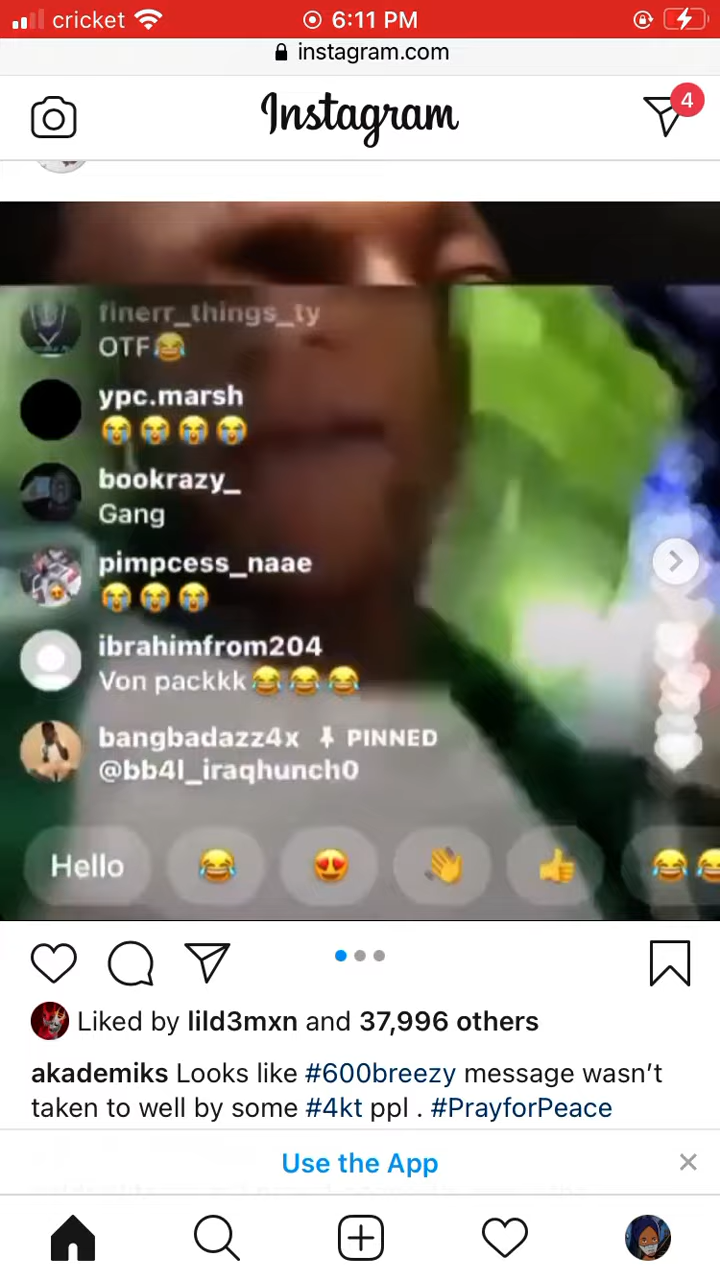 cricket 6:11 PM
instagram.com
Instagram
4
finerr_things_ty
OTF😂
ypc.marsh
😭😭😭😭
bookrazy_
Gang
pimpcess_naae
😭😭😭
ibrahimfrom204
Von packkk😂😂😂
bangbadazz4x PINNED
@bb4l_iraqhunch0
Hello 😂 😍 👋 👍 😂😂
Liked by lild3mxn and 37,996 others
akademiks Looks like #600breezy message wasn't
taken to well by some #4kt ppl . #PrayforPeace
Use the App